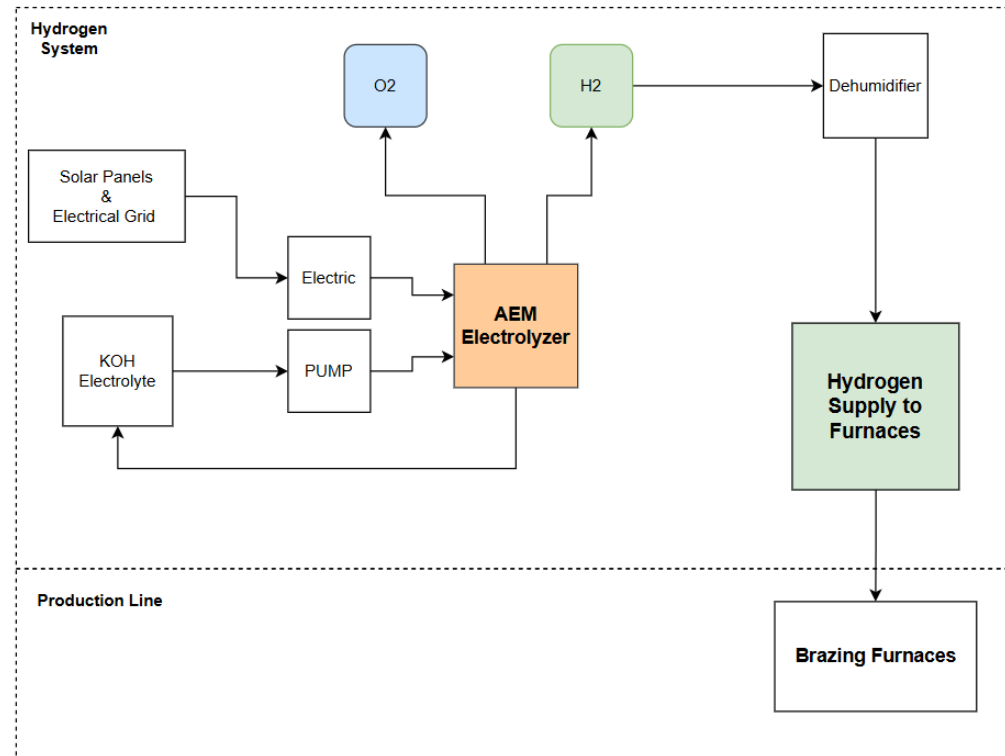 Hydrogen
System
O2
H2
Dehumidifier
Solar Panels
&
Electrical Grid
Electric
AEM
Electrolyzer
KOH
Electrolyte
PUMP
Hydrogen
Supply to
Furnaces
Production Line
Brazing Furnaces